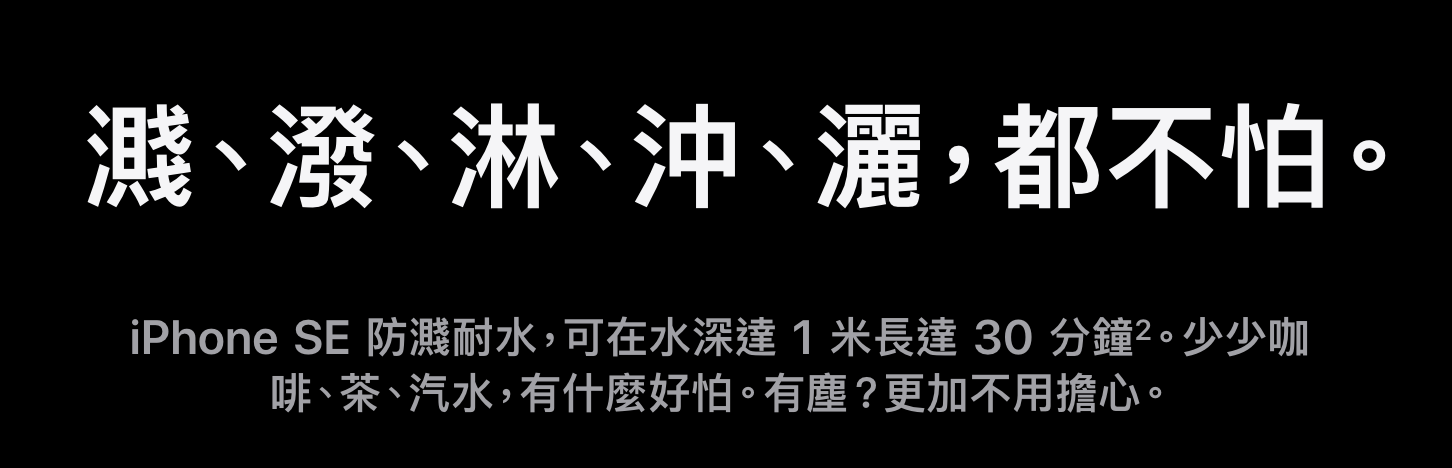 濺、潑、淋、沖、灑，都不怕。
iPhone SE 防濺耐水，可在水深達 1 米長達 30 分鐘²。少少咖
啡、茶、汽水，有什麼好怕。有塵？更加不用擔心。